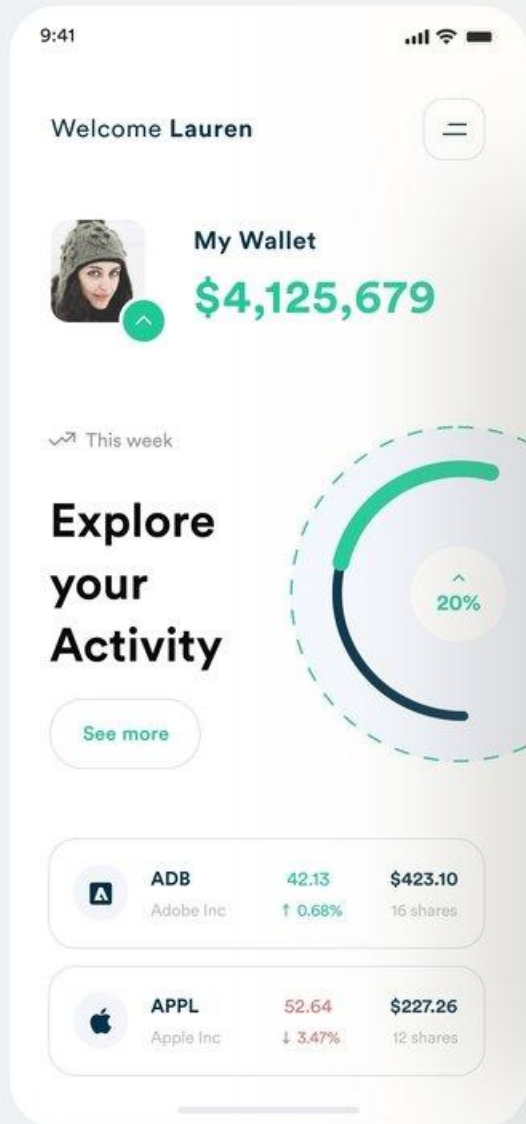 9:41
Welcome Lauren
My Wallet
$4,125,679
This week
Explore
your
Activity
20%
See more
ADB 42.13 $423.10
Adobe Inc ↑ 0.68% 16 shares
APPL 52.64 $227.26
Apple Inc ↓ 3.47% 12 shares